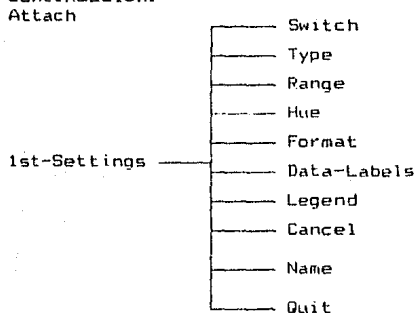 Attach
Switch
Type
Range
Hue
Format
1st-Settings
Data-Labels
Legend
Cancel
Name
Quit